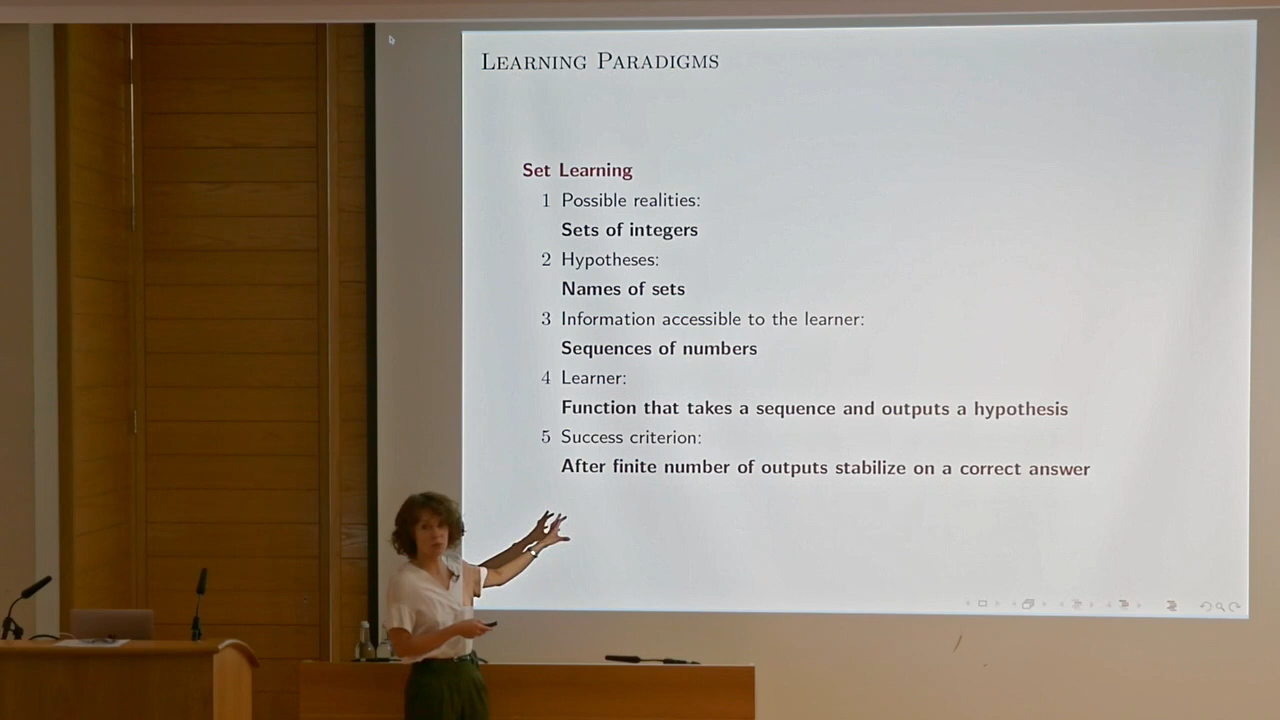 LEARNING PARADIGMS
Set Learning
1 Possible realities:
Sets of integers
2 Hypotheses:
Names of sets
3 Information accessible to the learner:
Sequences of numbers
4 Learner:
Function that takes a sequence and outputs a hypothesis
5 Success criterion:
After finite number of outputs stabilize on a correct answer